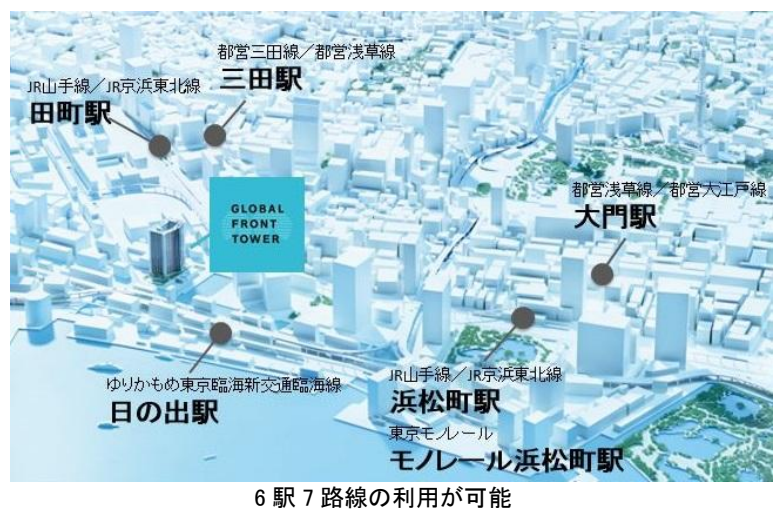 都営三田線／都営浅草線
三田駅
JR山手線／JR京浜東北線
田町駅
GLOBAL
FRONT
TOWER
都営浅草線／都営大江戸線
大門駅
ゆりかもめ東京臨海新交通臨海線
日の出駅
JR山手線／JR京浜東北線
浜松町駅
東京モノレール
モノレール浜松町駅
6 駅 7 路線の利用が可能